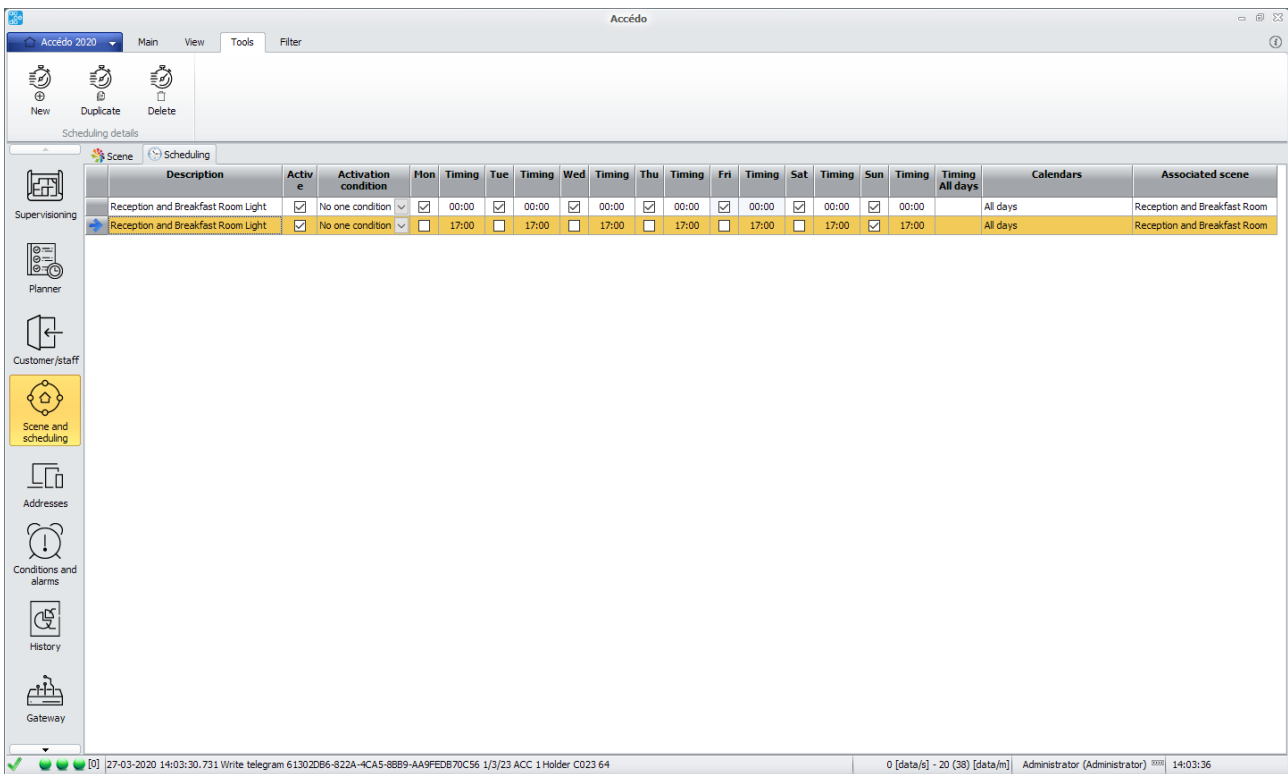 Accédo
Accédo 2020 Main View Tools Filter
New Duplicate Delete
Scheduling details
Scene Scheduling
Description Activ
e Activation
condition Mon Timing Tue Timing Wed Timing Thu Timing Fri Timing Sat Timing Sun Timing Timing
All days Calendars Associated scene
Reception and Breakfast Room Light No one condition 00:00 00:00 00:00 00:00 00:00 00:00 00:00 All days Reception and Breakfast Room
Reception and Breakfast Room Light No one condition 17:00 17:00 17:00 17:00 17:00 17:00 17:00 All days Reception and Breakfast Room
Supervisioning
Planner
Customer/staff
Scene and
scheduling
Addresses
Conditions and
alarms
History
Gateway
[0] 27-03-2020 14:03:30.731 Write telegram 61302DB6-822A-4CA5-8BB9-AA9FEDB70C56 1/3/23 ACC 1 Holder C023 64 0 [data/s] - 20 (38) [data/m] Administrator (Administrator) 14:03:36